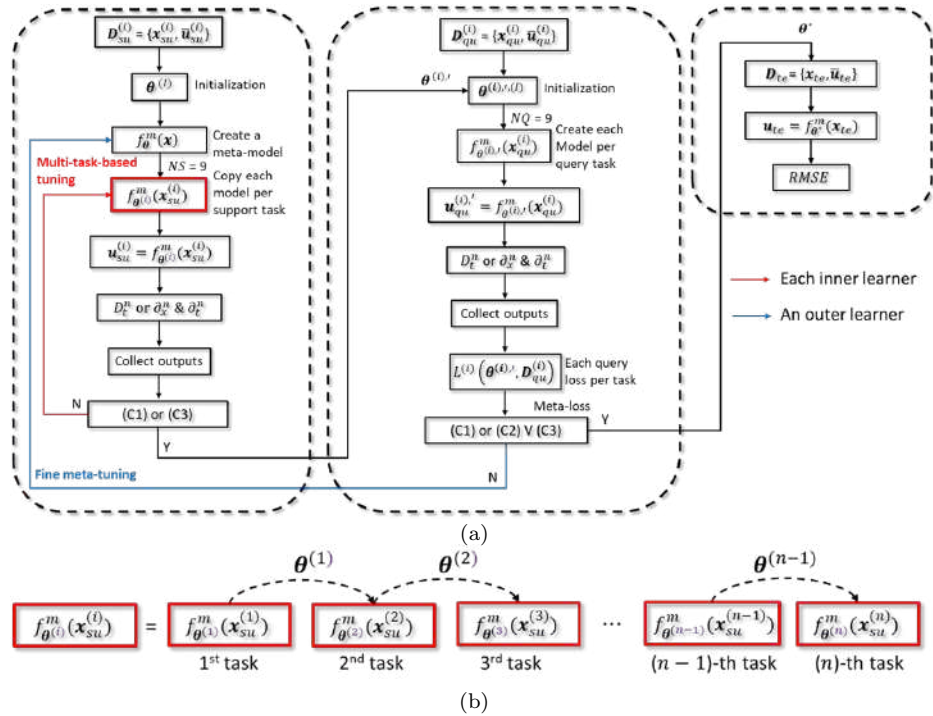 D_su^(i) = {x_su^(i), ū_su^(i)}
θ^(l)
Initialization
f_θ^m(x)
Create a
meta-model
Multi-task-based
tuning
NS = 9
f_θ^(i)^m(x_su^(i))
Copy each
model per
support task
u_su^(i) = f_θ^(i)^m(x_su^(i))
D_t^n or ∂_x^n & ∂_t^n
Collect outputs
N
(C1) or (C3)
Y
Fine meta-tuning
D_qu^(i) = {x_qu^(i), ū_qu^(i)}
θ^(i),′
θ^(i),′,(l)
Initialization
NQ = 9
f_θ^(i),′^m(x_qu^(i))
Create each
Model per
query task
u_qu^(i),′ = f_θ^(i),′^m(x_qu^(i))
D_t^n or ∂_x^n & ∂_t^n
Collect outputs
L^(i) (θ^(i),′, D_qu^(i))
Each query
loss per task
Meta-loss
(C1) or (C2) V (C3)
Y
N
θ*
D_te = {x_te, ū_te}
u_te = f_θ*^m(x_te)
RMSE
Each inner learner
An outer learner
(a)
θ^(1) θ^(2) θ^(n−1)
f_θ^(i)^m(x_su^(i)) = f_θ^(1)^m(x_su^(1)) f_θ^(2)^m(x_su^(2)) f_θ^(3)^m(x_su^(3)) ··· f_θ^(n−1)^m(x_su^(n−1)) f_θ^(n)^m(x_su^(n))
1st task 2nd task 3rd task (n − 1)-th task (n)-th task
(b)